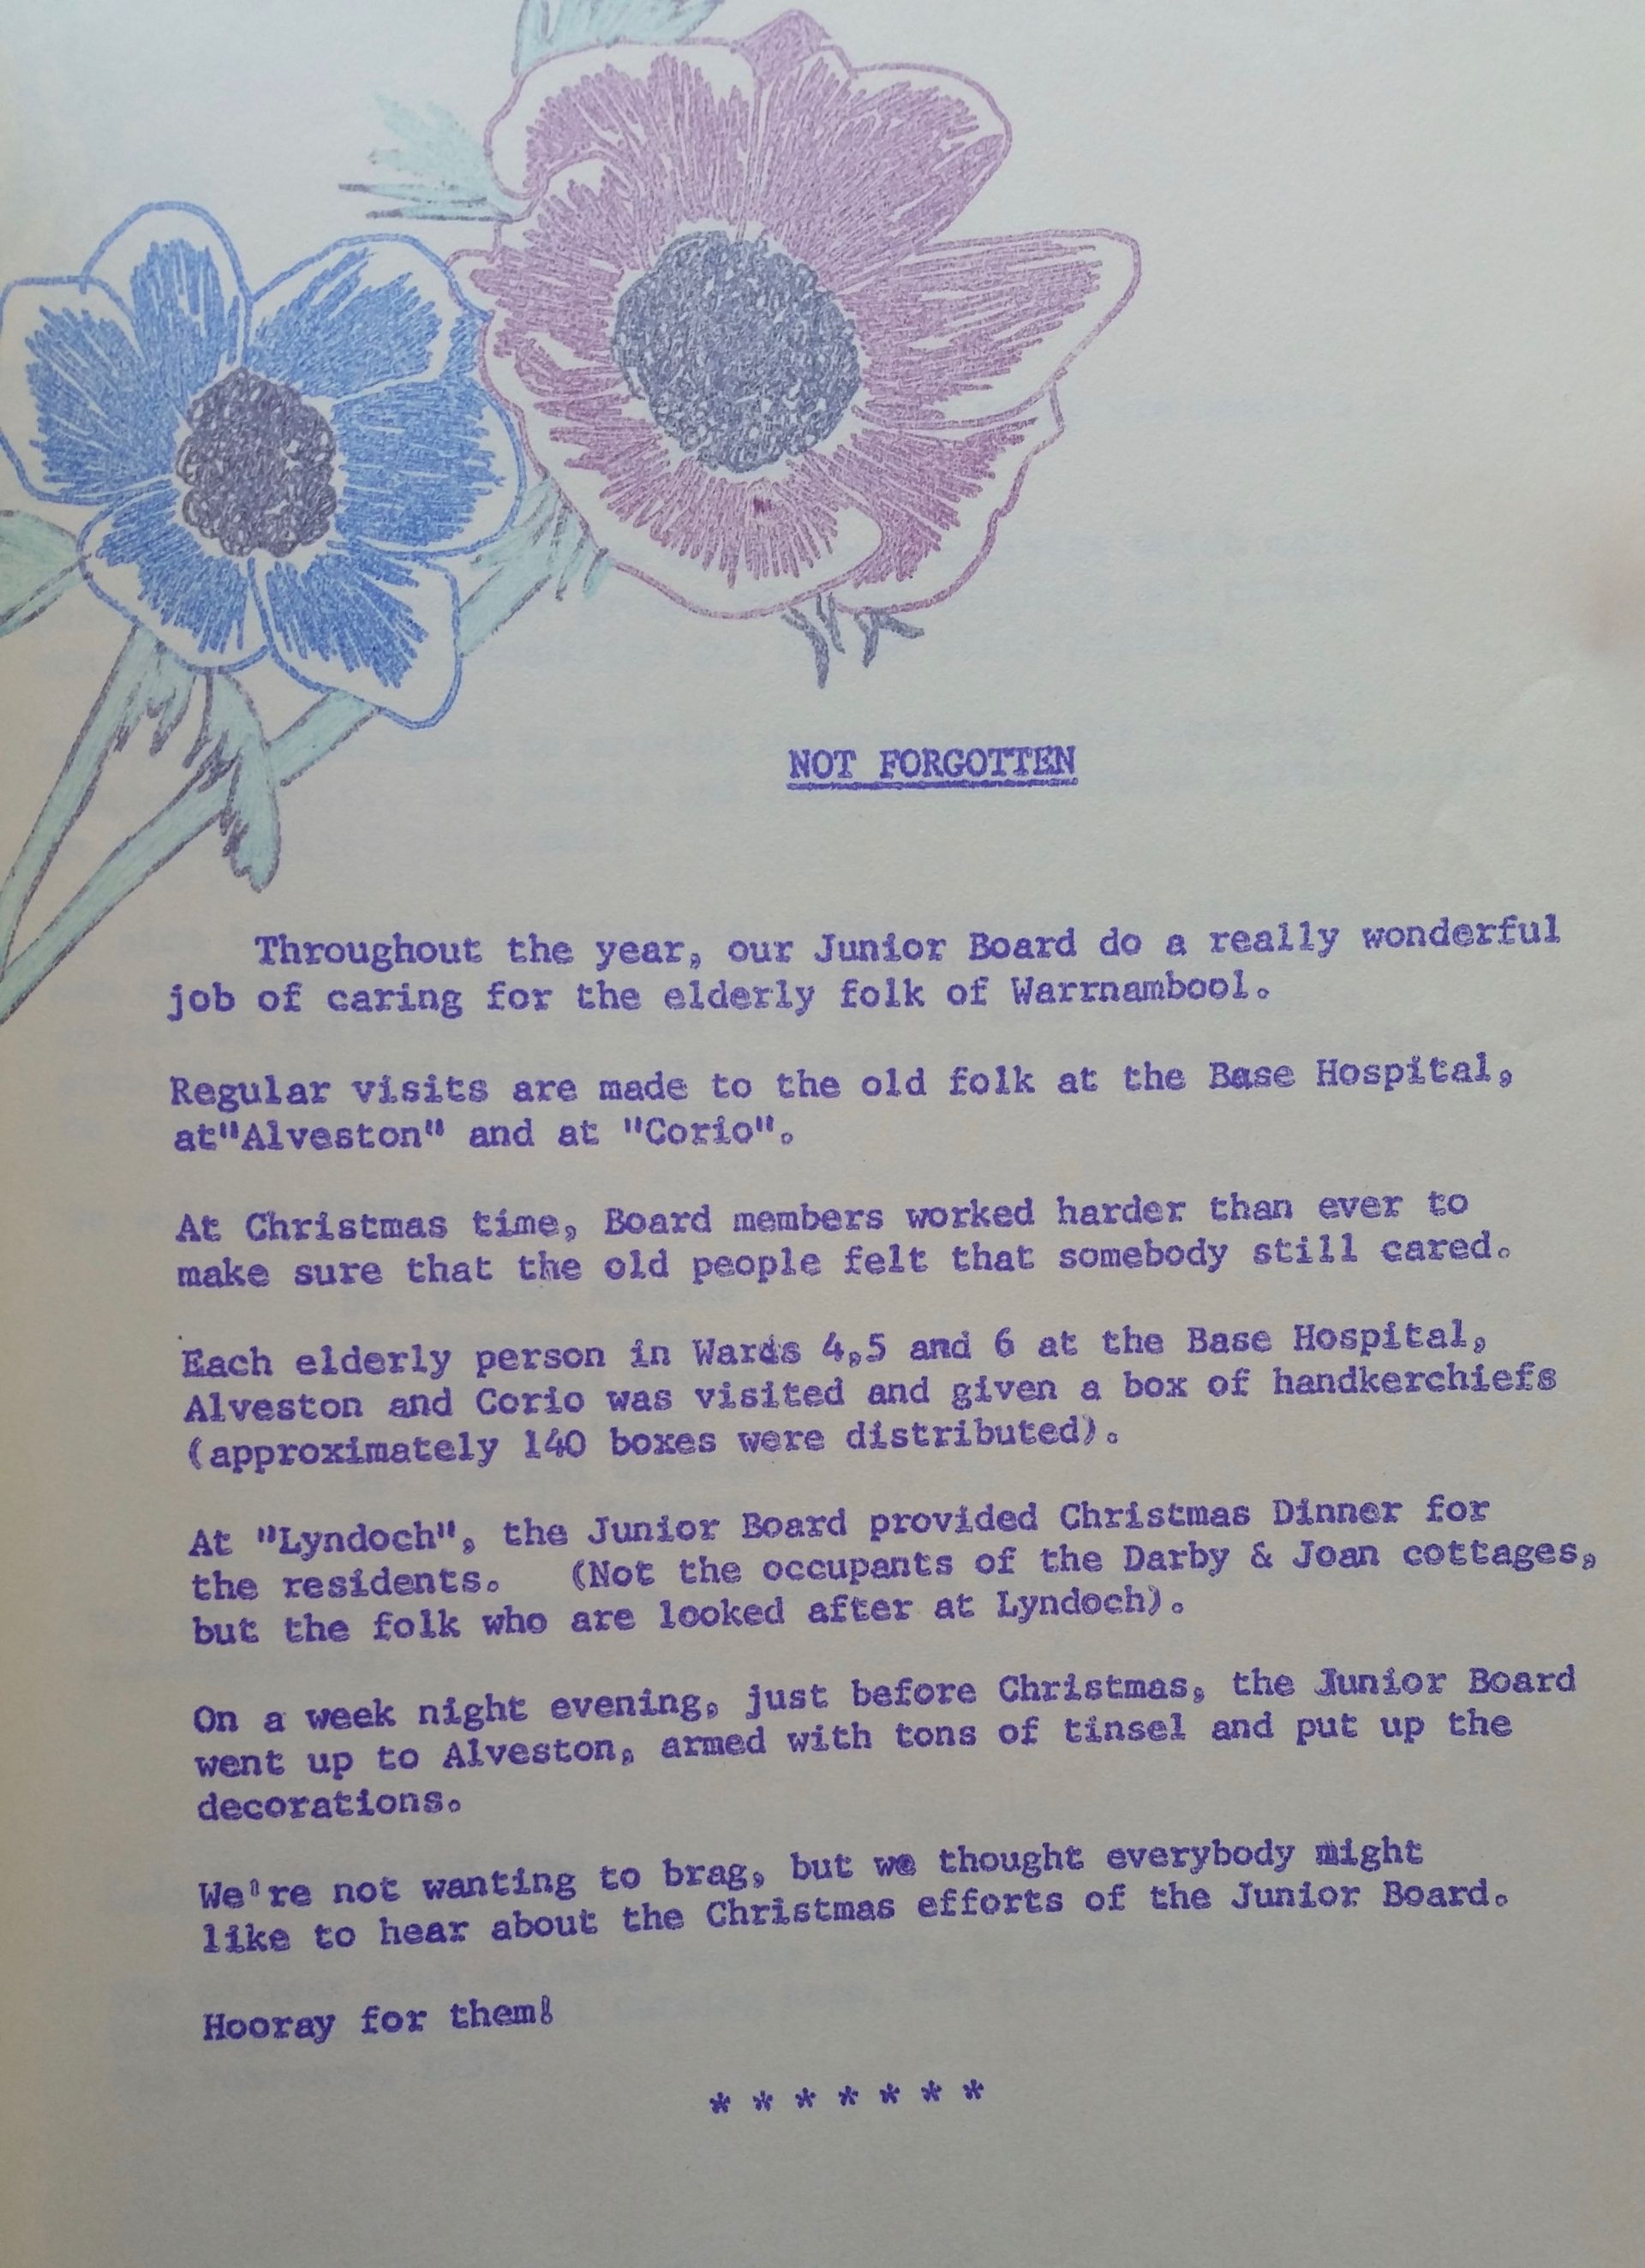 NOT FORGOTTEN
Throughout the year, our Junior Board do a really wonderful
job of caring for the elderly folk of Warrnambool.
Regular visits are made to the old folk at the Base Hospital,
at"Alveston" and at "Corio".
At Christmas time, Board members worked harder than ever to
make sure that the old people felt that somebody still cared.
Each elderly person in Wards 4,5 and 6 at the Base Hospital,
Alveston and Corio was visited and given a box of handkerchiefs
(approximately 140 boxes were distributed).
At "Lyndoch", the Junior Board provided Christmas Dinner for
the residents. (Not the occupants of the Darby & Joan cottages,
but the folk who are looked after at Lyndoch).
On a week night evening, just before Christmas, the Junior Board
went up to Alveston, armed with tons of tinsel and put up the
decorations.
We're not wanting to brag, but we thought everybody might
like to hear about the Christmas efforts of the Junior Board.
Hooray for them!
* * * * * * *